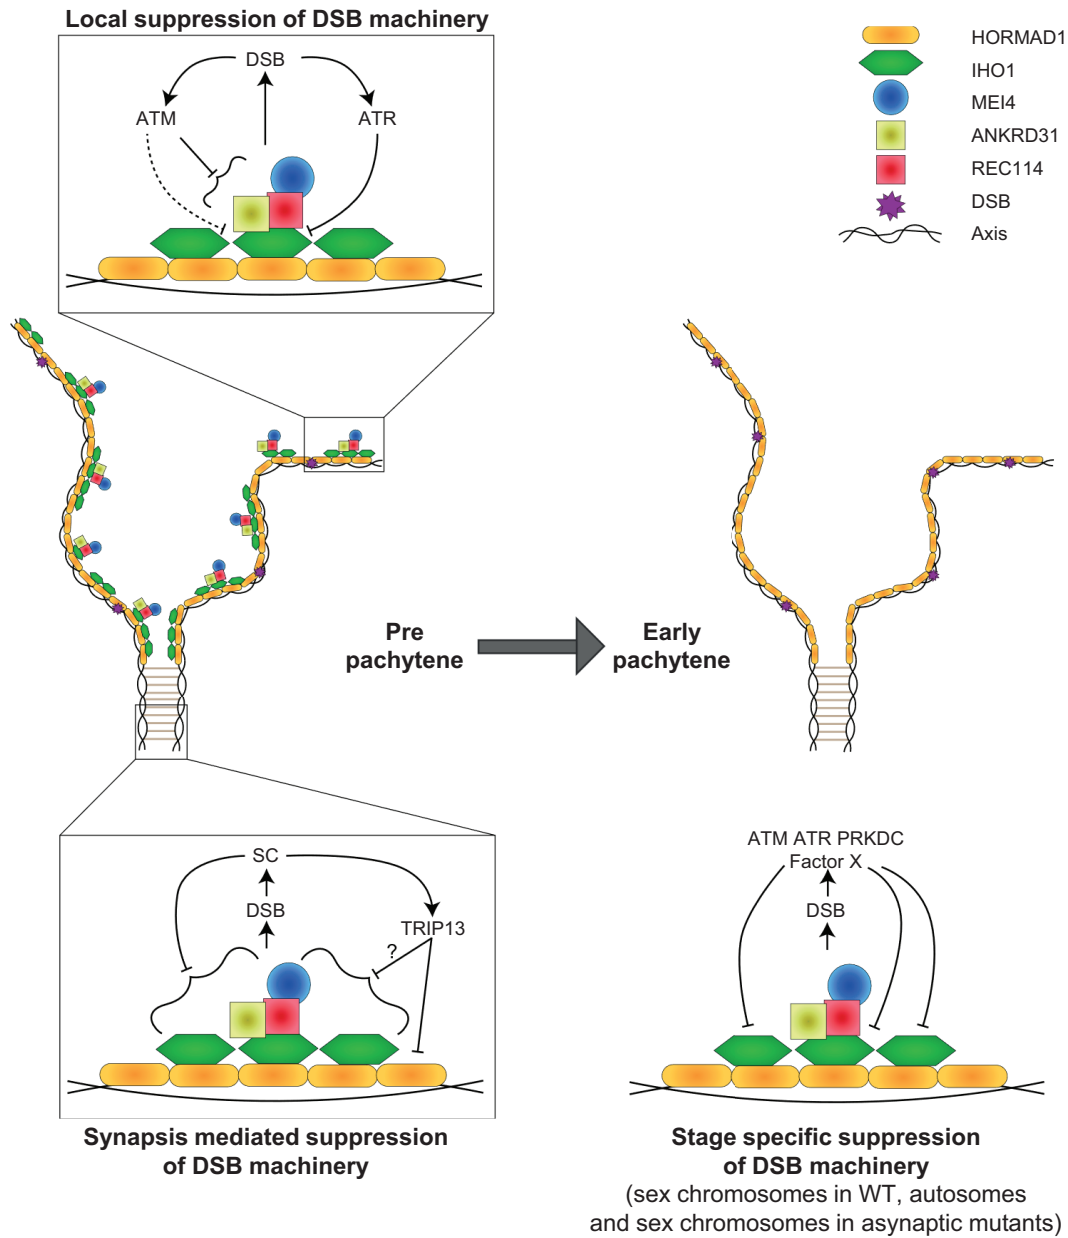 Local suppression of DSB machinery
DSB
ATM
ATR
HORMAD1
IHO1
MEI4
ANKRD31
REC114
DSB
Axis
Pre
pachytene
Early
pachytene
SC
DSB
TRIP13
?
Synapsis mediated suppression
of DSB machinery
ATM ATR PRKDC
Factor X
DSB
Stage specific suppression
of DSB machinery
(sex chromosomes in WT, autosomes
and sex chromosomes in asynaptic mutants)